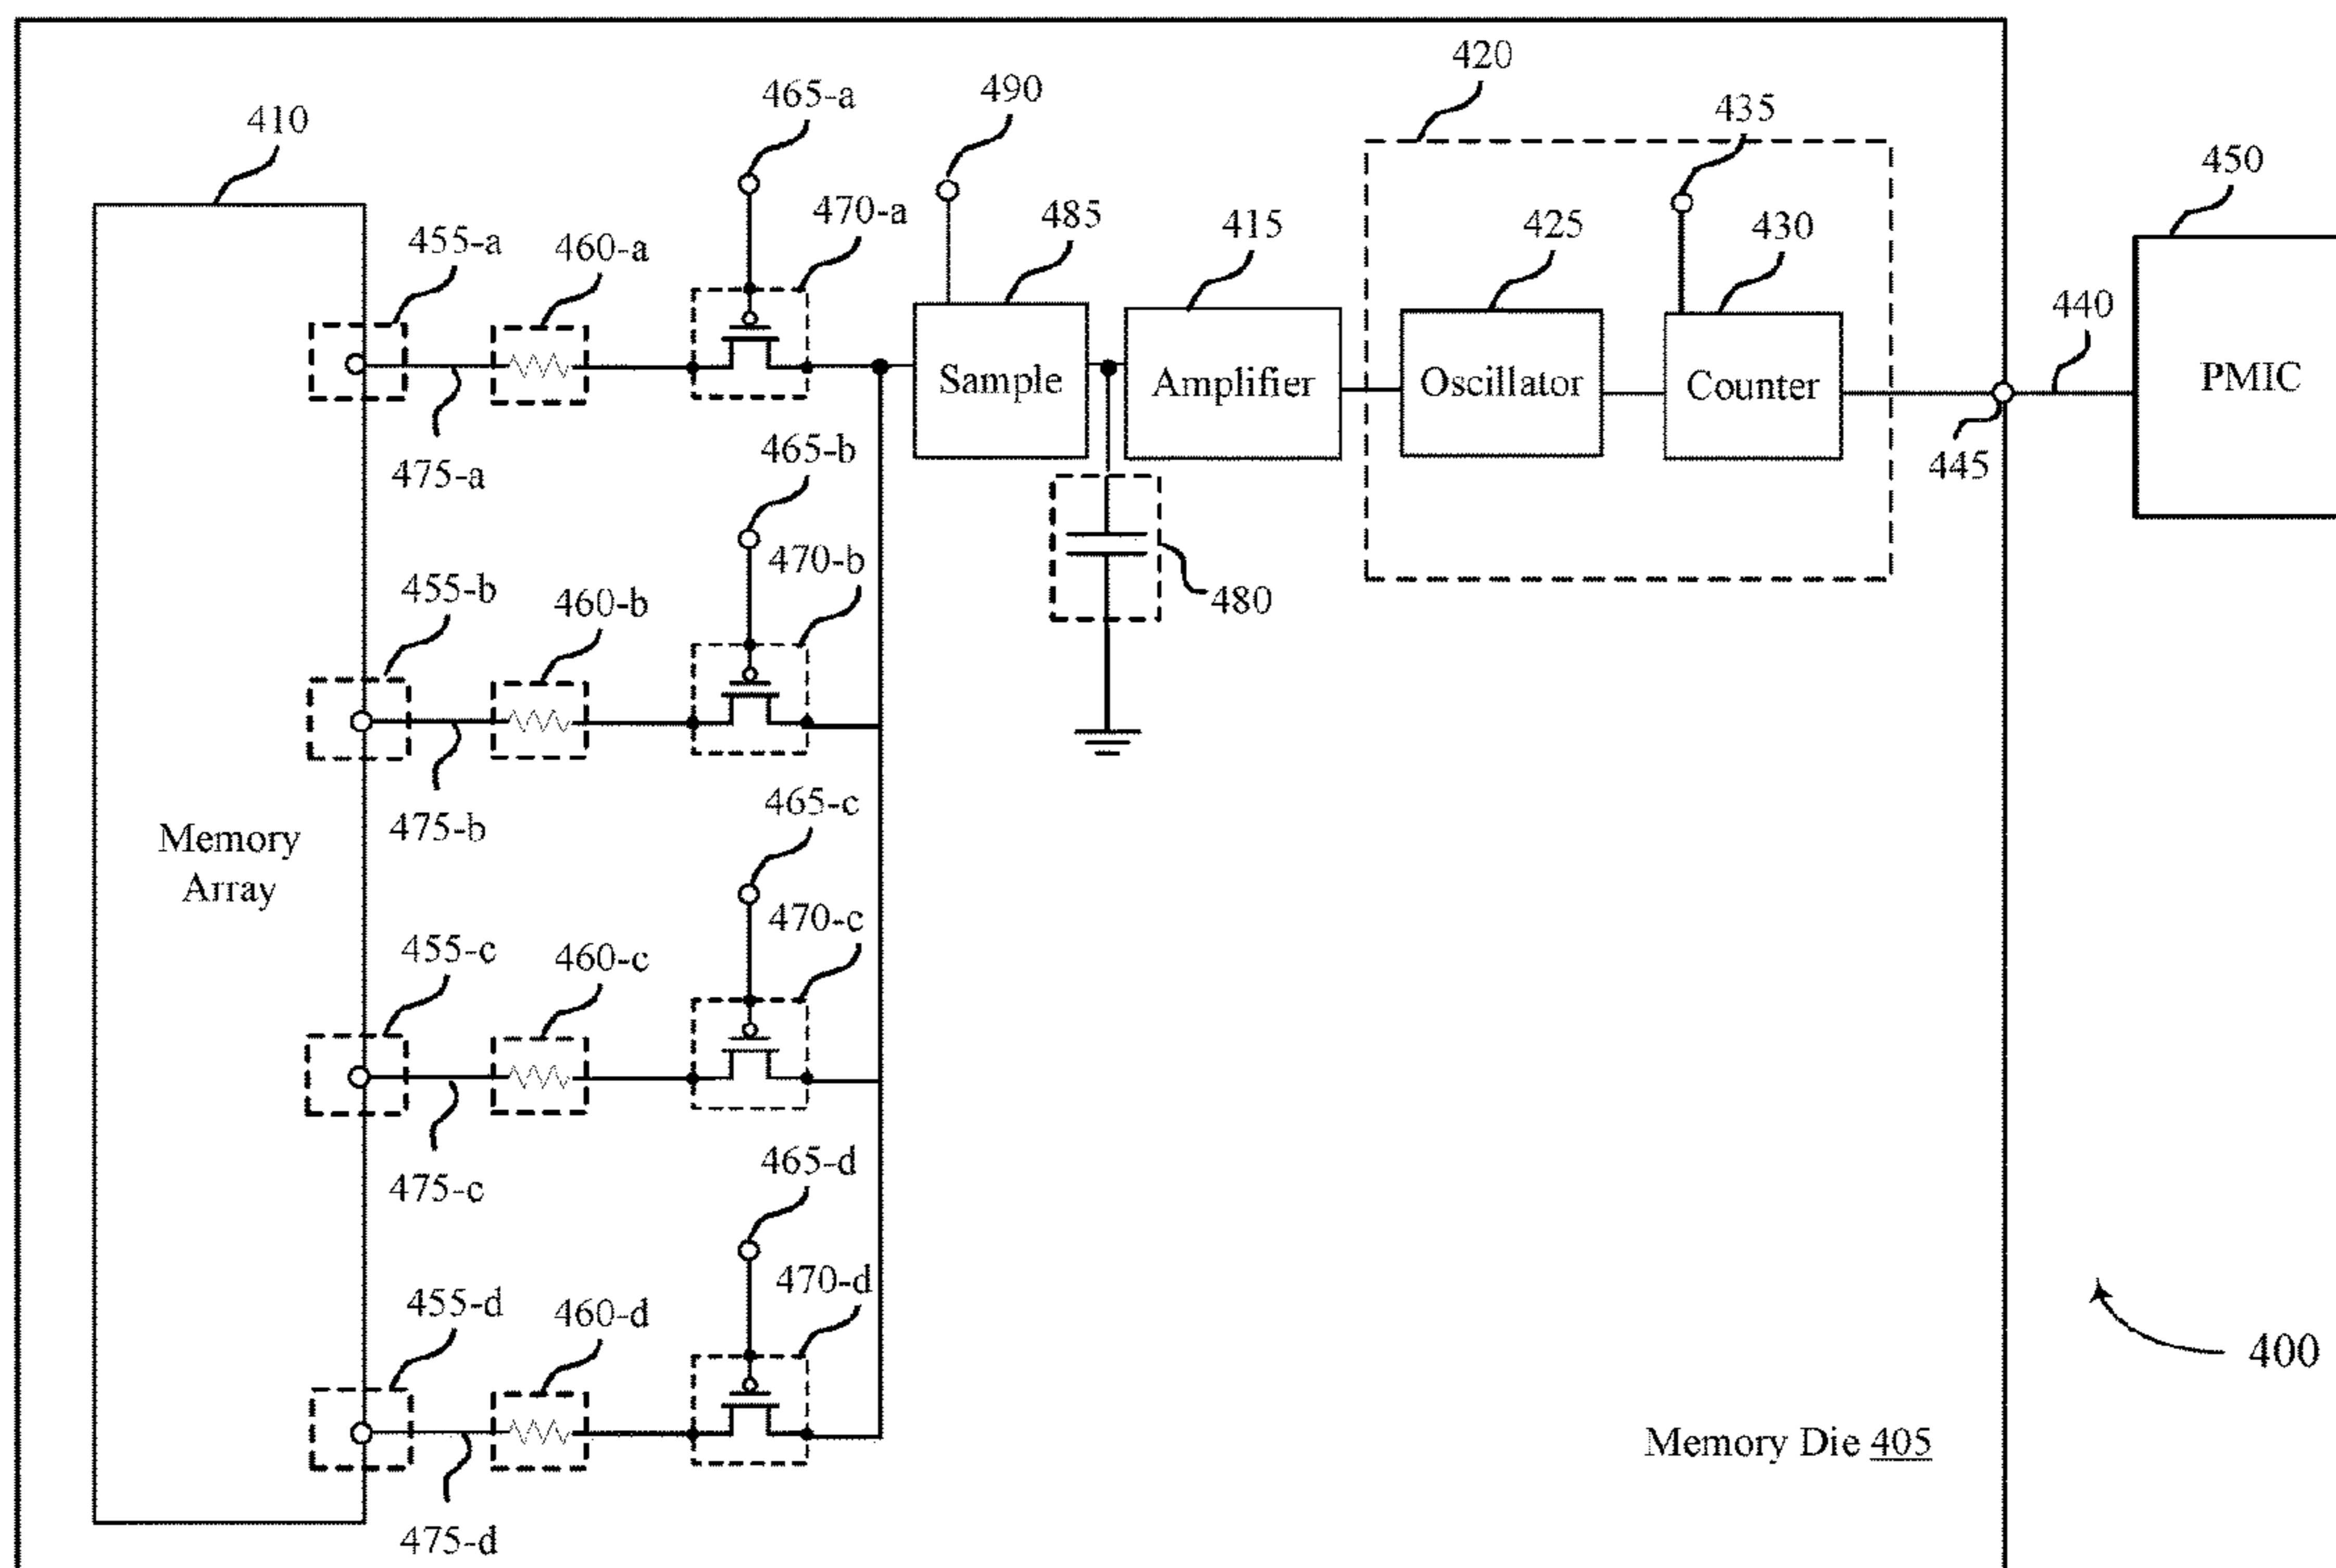 420
465-a
490
435
410
450
470-a
485
415
425
430
455-a
460-a
440
Sample
Amplifier
Oscillator
Counter
PMIC
475-a
465-b
445
470-b
455-b
460-b
480
465-c
475-b
Memory
Array
470-c
455-c
460-c
465-d
475-c
470-d
455-d
460-d
400
Memory Die 405
475-d